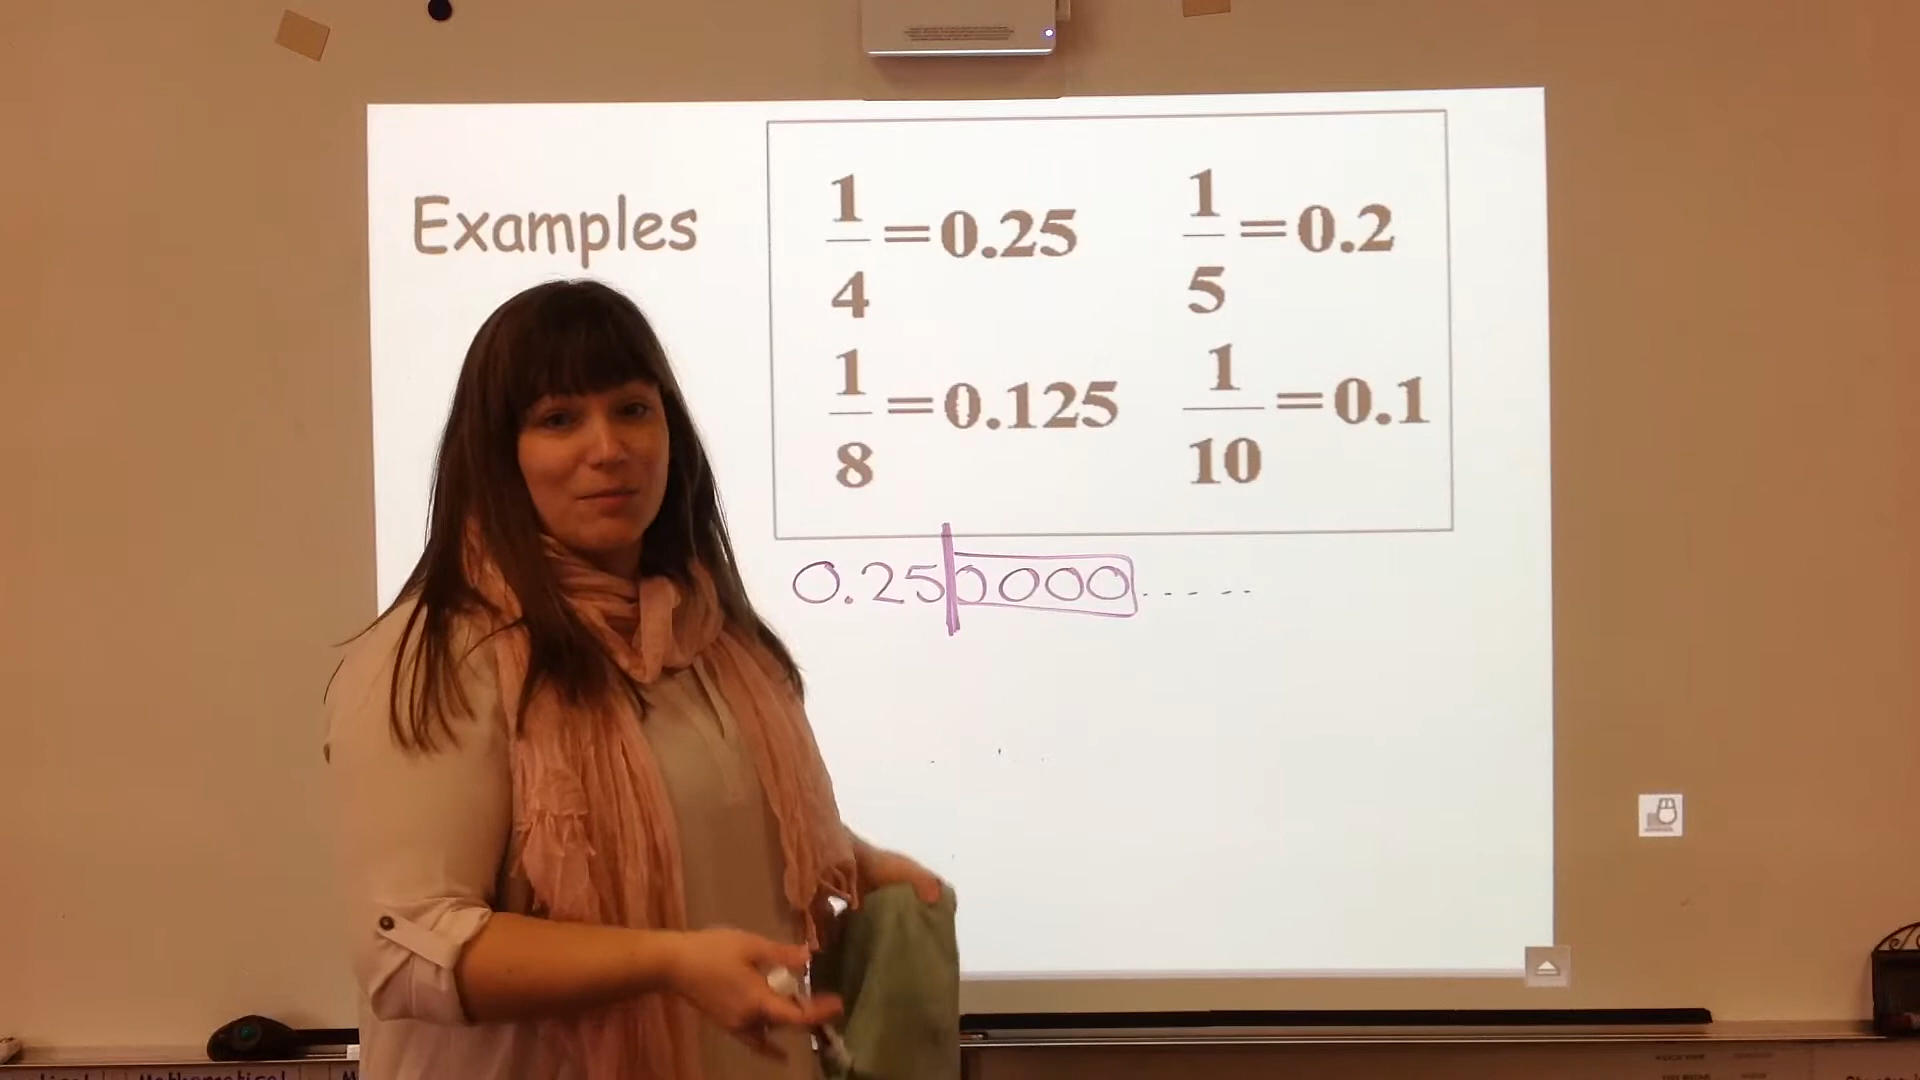 Examples
1/4 = 0.25
1/5 = 0.2
1/8 = 0.125
1/10 = 0.1
0.250000.....
Mathematical